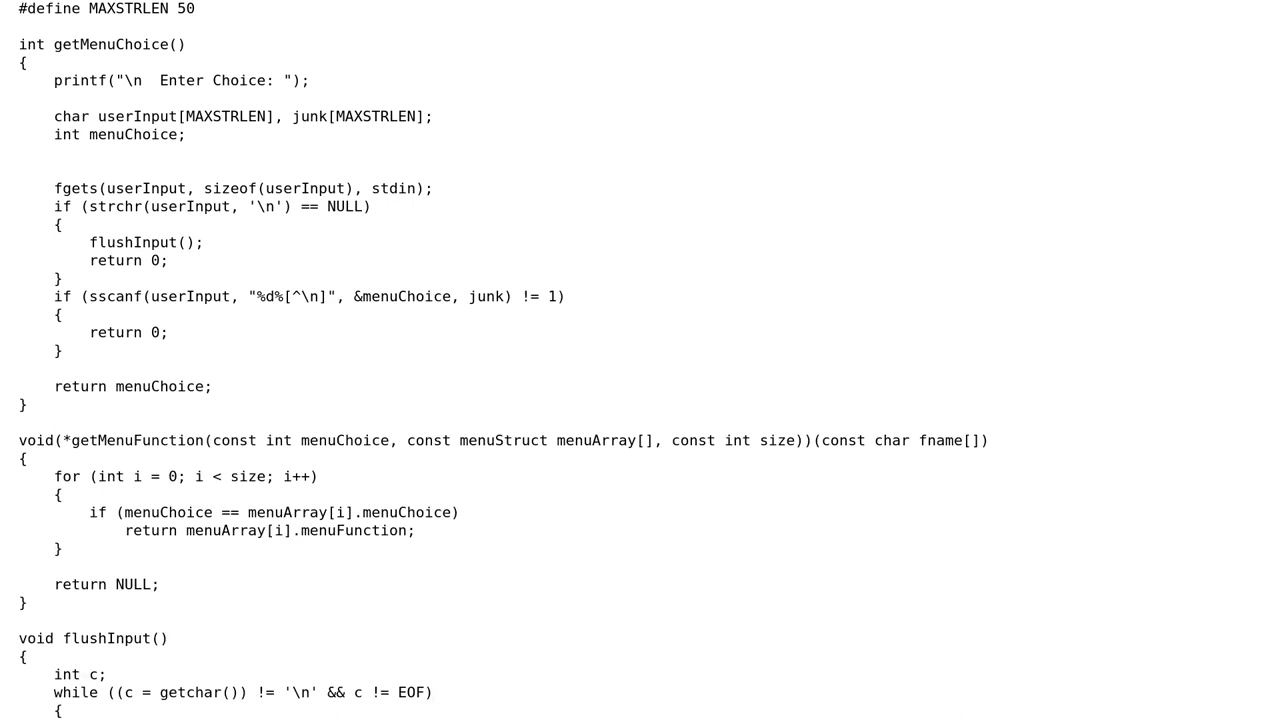 #define MAXSTRLEN 50

int getMenuChoice()
{
    printf("\n  Enter Choice: ");

    char userInput[MAXSTRLEN], junk[MAXSTRLEN];
    int menuChoice;


    fgets(userInput, sizeof(userInput), stdin);
    if (strchr(userInput, '\n') == NULL)
    {
        flushInput();
        return 0;
    }
    if (sscanf(userInput, "%d%[^\n]", &menuChoice, junk) != 1)
    {
        return 0;
    }

    return menuChoice;
}

void(*getMenuFunction(const int menuChoice, const menuStruct menuArray[], const int size))(const char fname[])
{
    for (int i = 0; i < size; i++)
    {
        if (menuChoice == menuArray[i].menuChoice)
            return menuArray[i].menuFunction;
    }

    return NULL;
}

void flushInput()
{
    int c;
    while ((c = getchar()) != '\n' && c != EOF)
    {